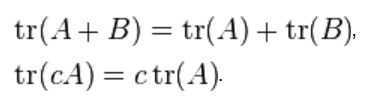 tr(A + B) = tr(A) + tr(B),
tr(cA) = c tr(A).